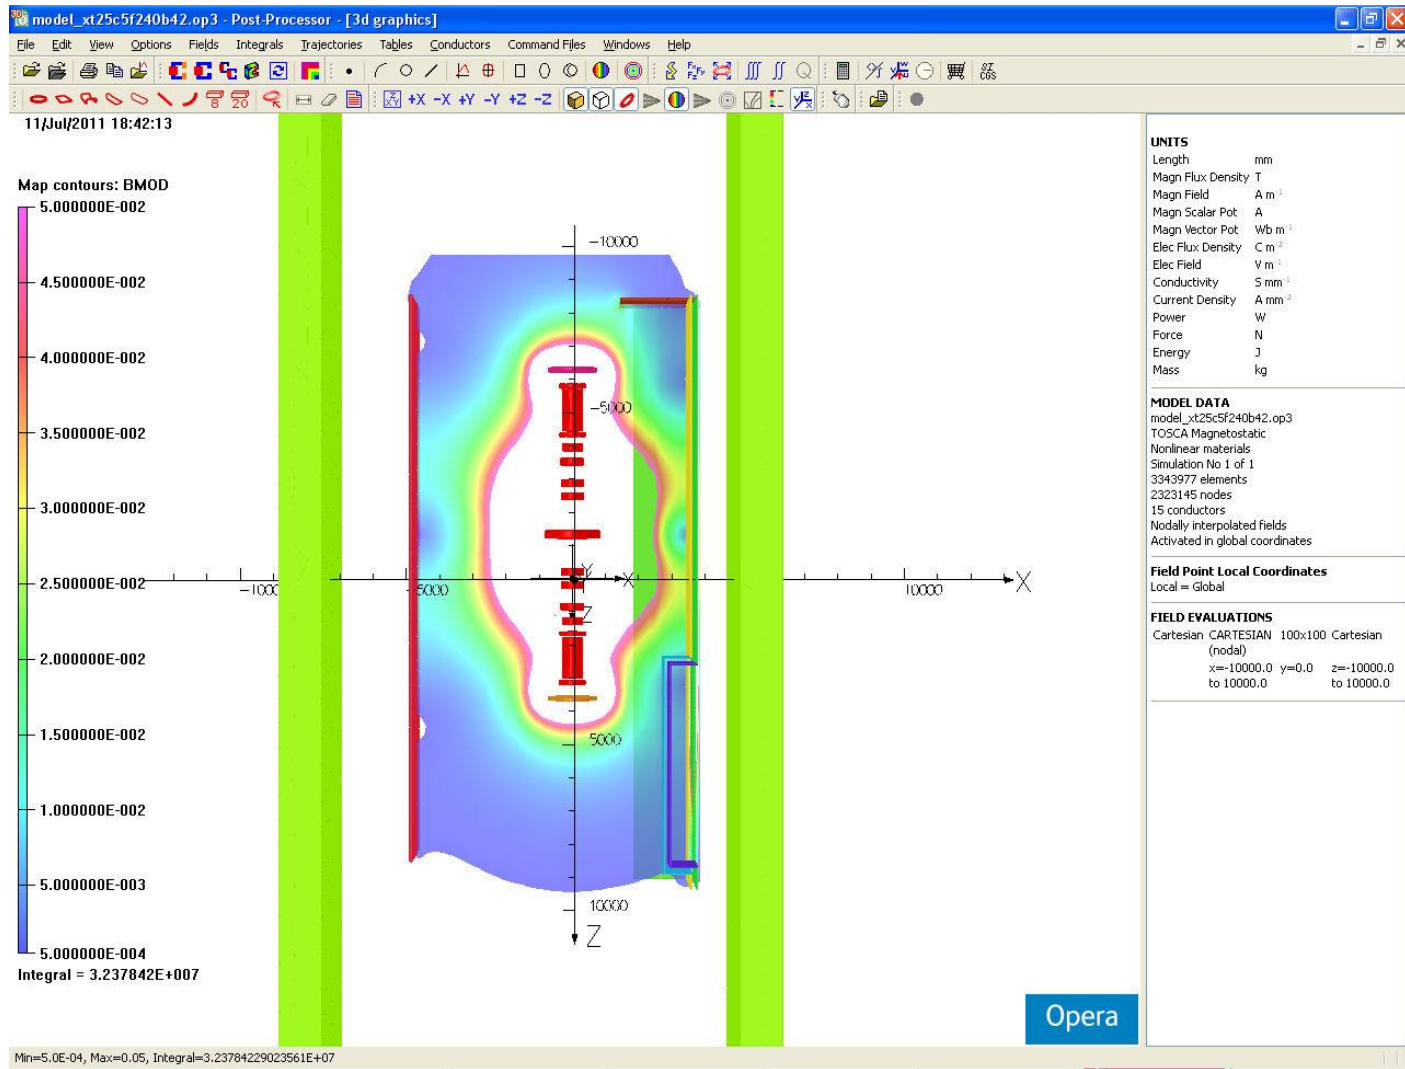 model_xt25c5f240b42.op3 - Post-Processor - [3d graphics]
File Edit View Options Fields Integrals Trajectories Tables Conductors Command Files Windows Help
+X -X +Y -Y +Z -Z
11/Jul/2011 18:42:13
Map contours: BMOD
5.000000E-002
4.500000E-002
4.000000E-002
3.500000E-002
3.000000E-002
2.500000E-002
2.000000E-002
1.500000E-002
1.000000E-002
5.000000E-003
5.000000E-004
Integral = 3.237842E+007
-10000
-5000
5000
10000
Z
-1000
-5000
10000
X
Y
X
Z
Opera
UNITS
Length mm
Magn Flux Density T
Magn Field A m⁻¹
Magn Scalar Pot A
Magn Vector Pot Wb m⁻¹
Elec Flux Density C m⁻²
Elec Field V m⁻¹
Conductivity S mm⁻¹
Current Density A mm⁻²
Power W
Force N
Energy J
Mass kg
MODEL DATA
model_xt25c5f240b42.op3
TOSCA Magnetostatic
Nonlinear materials
Simulation No 1 of 1
3343977 elements
2323145 nodes
15 conductors
Nodally interpolated fields
Activated in global coordinates
Field Point Local Coordinates
Local = Global
FIELD EVALUATIONS
Cartesian CARTESIAN 100x100 Cartesian
(nodal)
x=-10000.0 y=0.0 z=-10000.0
to 10000.0 to 10000.0
Min=5.0E-04, Max=0.05, Integral=3.23784229023561E+07